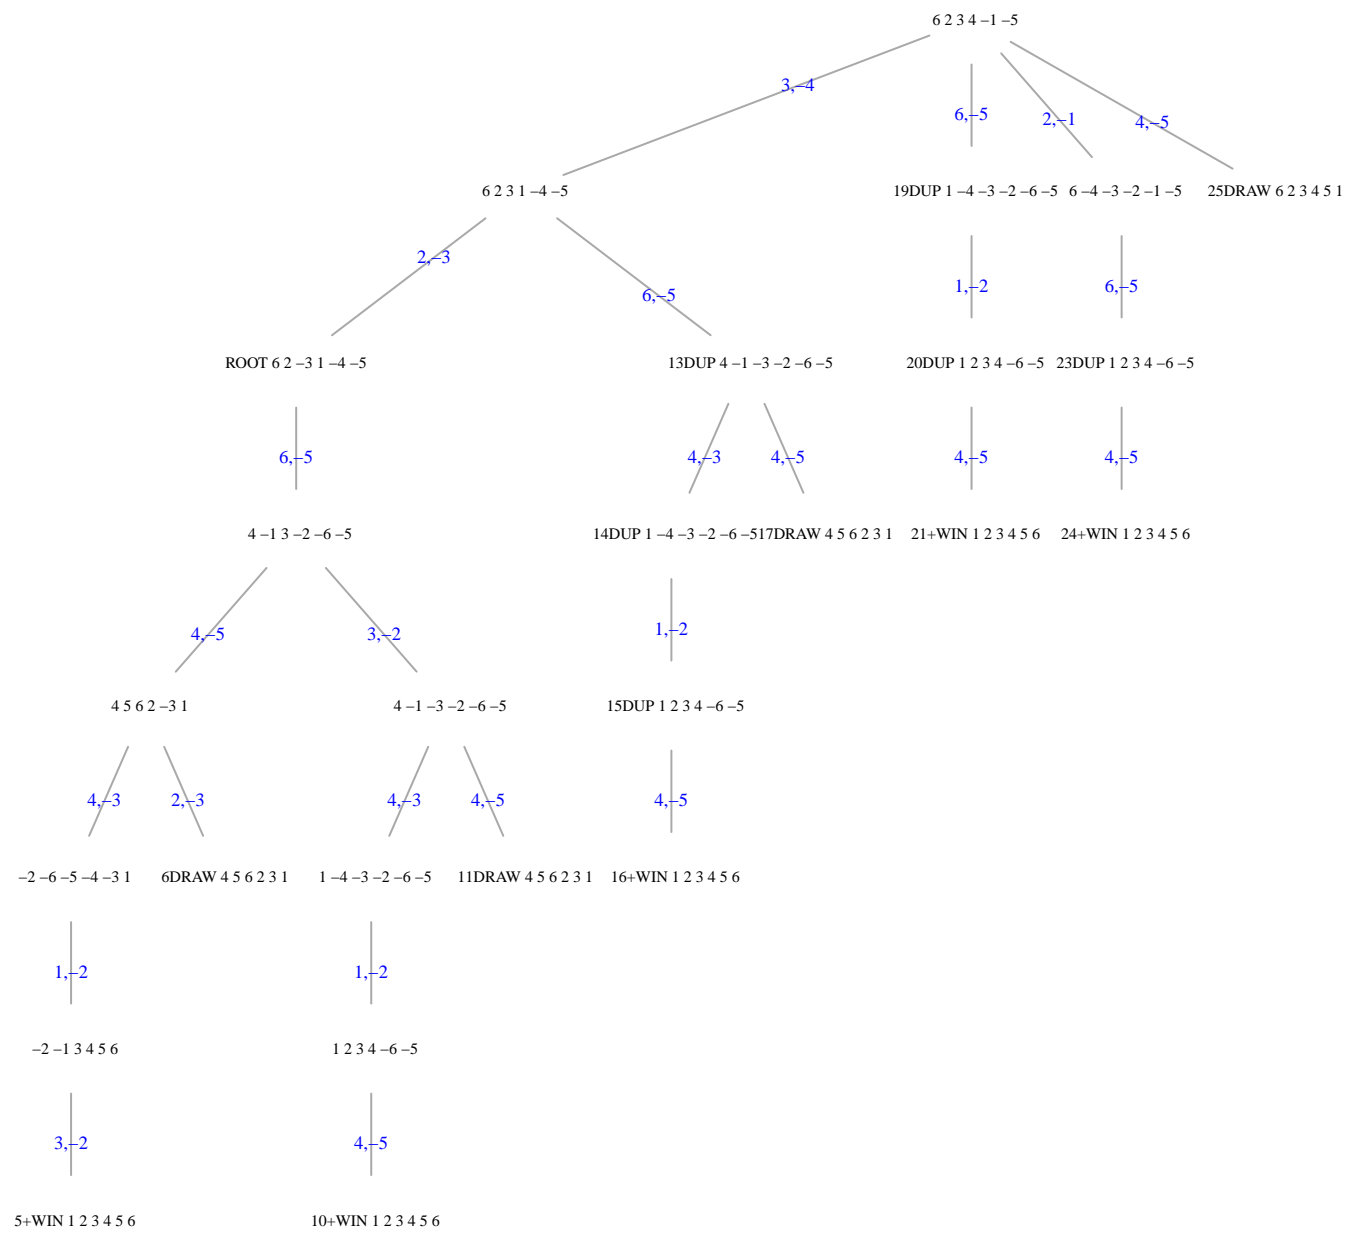 6 2 3 4 −1 −5
3,−4
6,−5
2,−1
4,−5
6 2 3 1 −4 −5
19DUP 1 −4 −3 −2 −6 −5
6 −4 −3 −2 −1 −5
25DRAW 6 2 3 4 5 1
2,−3
6,−5
1,−2
6,−5
ROOT 6 2 −3 1 −4 −5
13DUP 4 −1 −3 −2 −6 −5
20DUP 1 2 3 4 −6 −5
23DUP 1 2 3 4 −6 −5
6,−5
4,−3
4,−5
4,−5
4,−5
4 −1 3 −2 −6 −5
14DUP 1 −4 −3 −2 −6 −5
17DRAW 4 5 6 2 3 1
21+WIN 1 2 3 4 5 6
24+WIN 1 2 3 4 5 6
4,−5
3,−2
1,−2
4 5 6 2 −3 1
4 −1 −3 −2 −6 −5
15DUP 1 2 3 4 −6 −5
4,−3
2,−3
4,−3
4,−5
4,−5
−2 −6 −5 −4 −3 1
6DRAW 4 5 6 2 3 1
1 −4 −3 −2 −6 −5
11DRAW 4 5 6 2 3 1
16+WIN 1 2 3 4 5 6
1,−2
1,−2
−2 −1 3 4 5 6
1 2 3 4 −6 −5
3,−2
4,−5
5+WIN 1 2 3 4 5 6
10+WIN 1 2 3 4 5 6